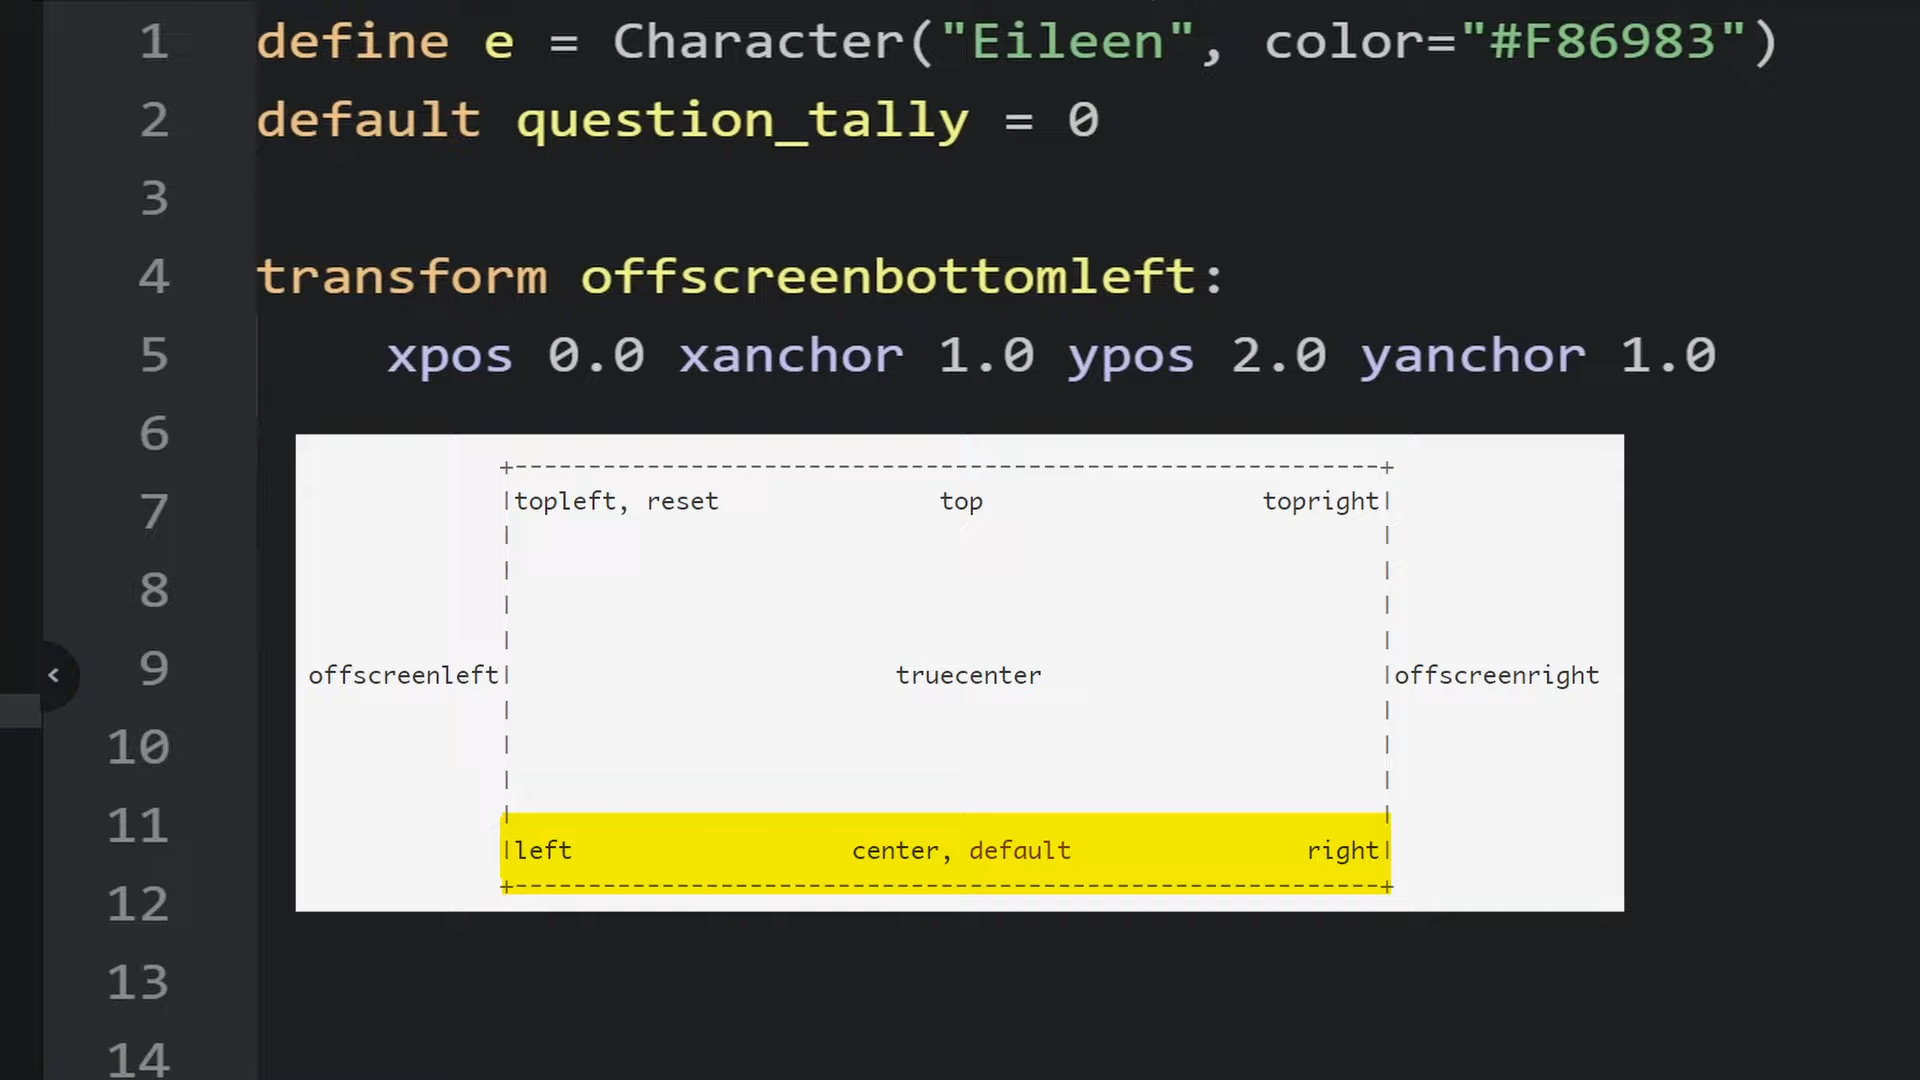 1 define e = Character("Eileen", color="#F86983")
2 default question_tally = 0
3
4 transform offscreenbottomleft:
5 xpos 0.0 xanchor 1.0 ypos 2.0 yanchor 1.0
6
7
8
9
10
11
12
13
14
+-----------------------------------------------------------+
|topleft, reset top topright|
|
|
|
|
offscreenleft| truecenter |offscreenright
|
|
|
|
|left center, default right|
+-----------------------------------------------------------+